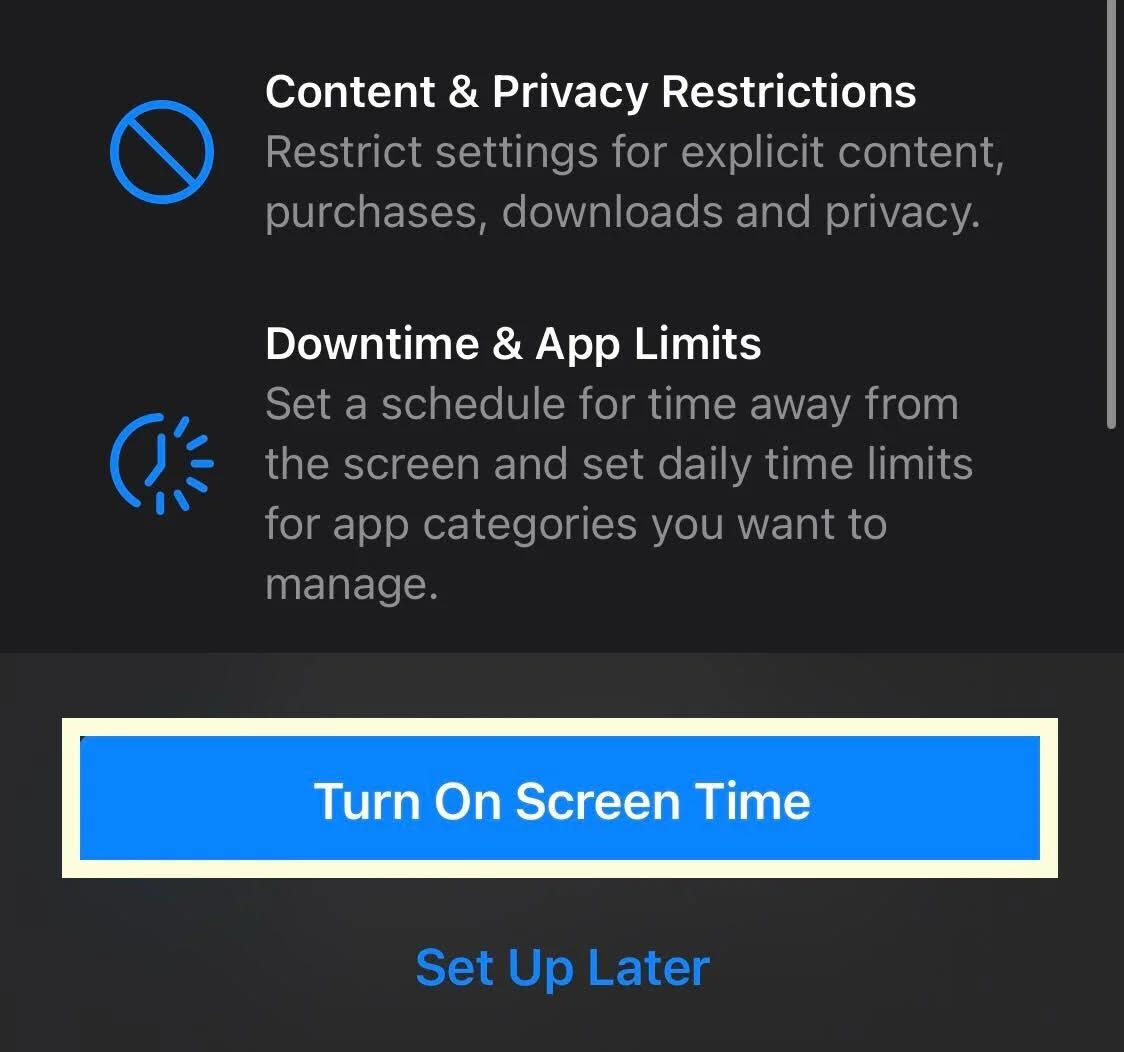 Content & Privacy Restrictions
Restrict settings for explicit content,
purchases, downloads and privacy.
Downtime & App Limits
Set a schedule for time away from
the screen and set daily time limits
for app categories you want to
manage.
Turn On Screen Time
Set Up Later